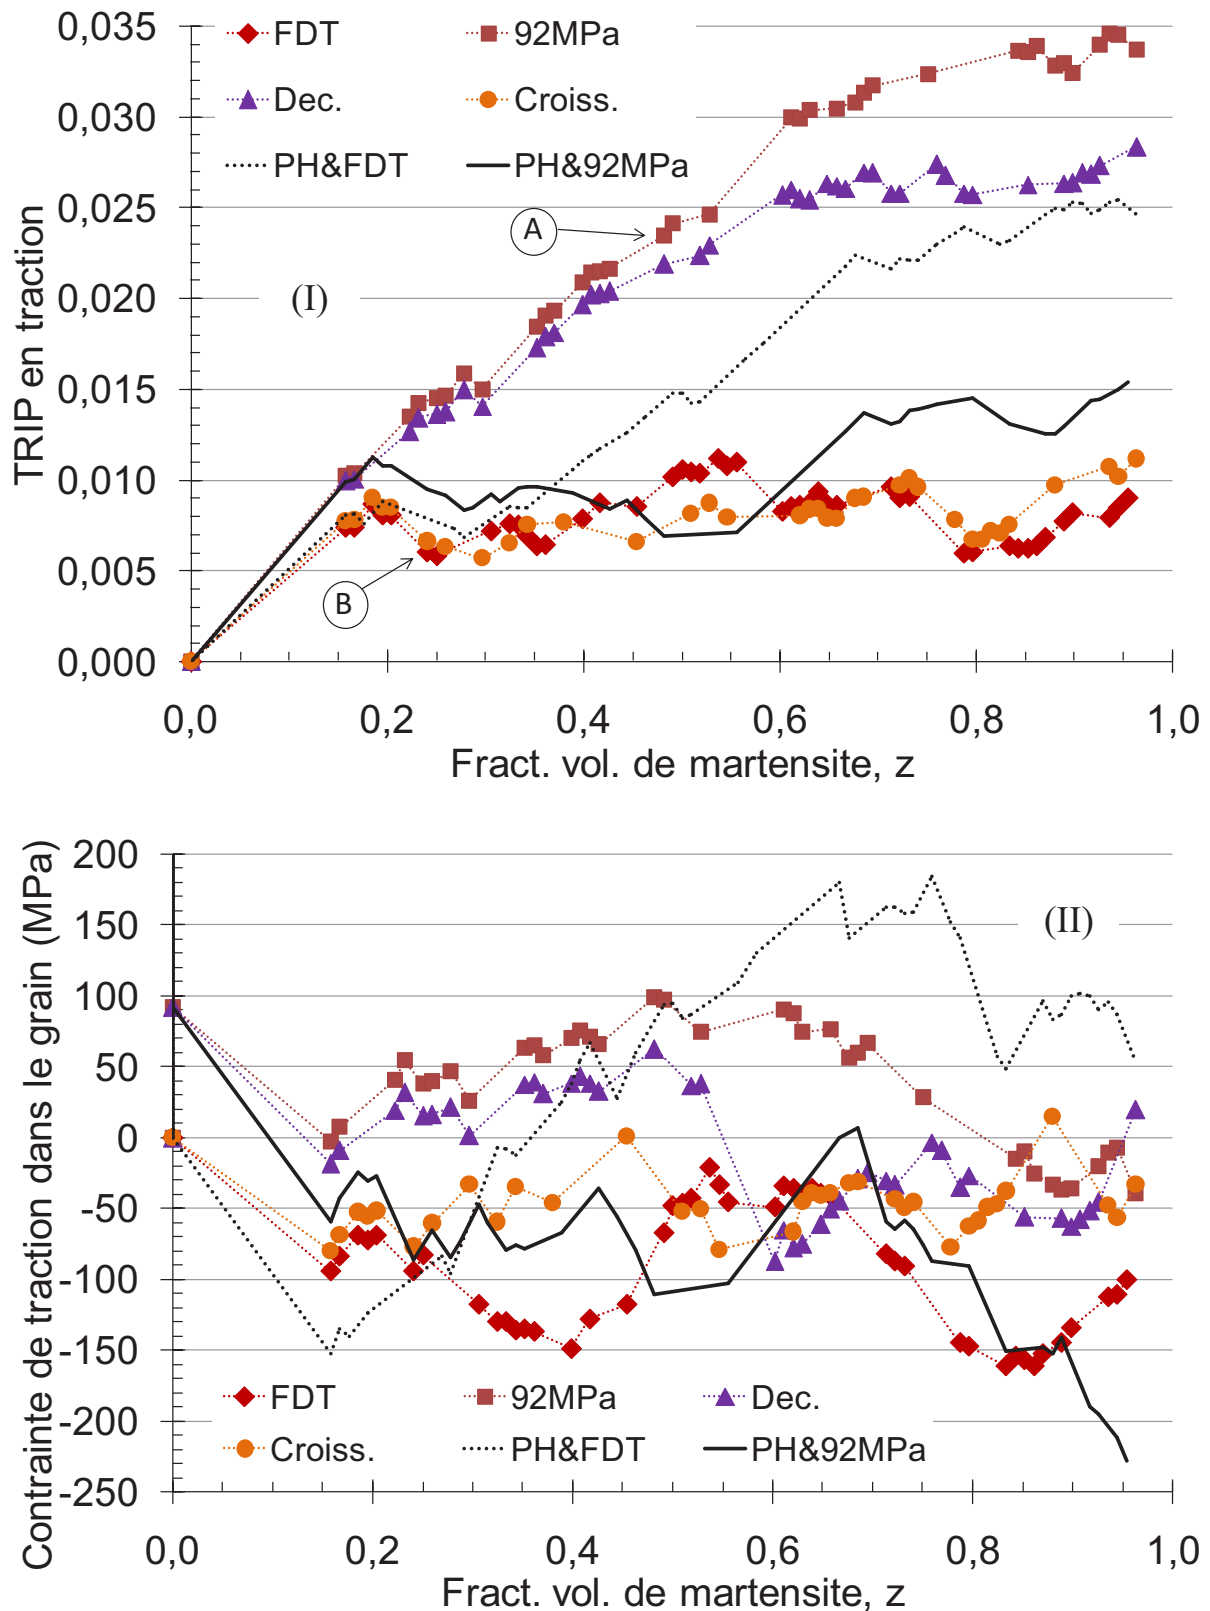 0,035
FDT
92MPa
0,030
Dec.
Croiss.
PH&FDT
PH&92MPa
0,025
A
0,020
(I)
0,015
0,010
B
0,005
0,000
TRIP en traction
0,0
0,2
0,4
0,6
0,8
1,0
Fract. vol. de martensite, z
200
150
(II)
100
50
0
-50
-100
-150
-200
-250
Contrainte de traction dans le grain (MPa)
FDT
92MPa
Dec.
Croiss.
PH&FDT
PH&92MPa
0,0
0,2
0,4
0,6
0,8
1,0
Fract. vol. de martensite, z